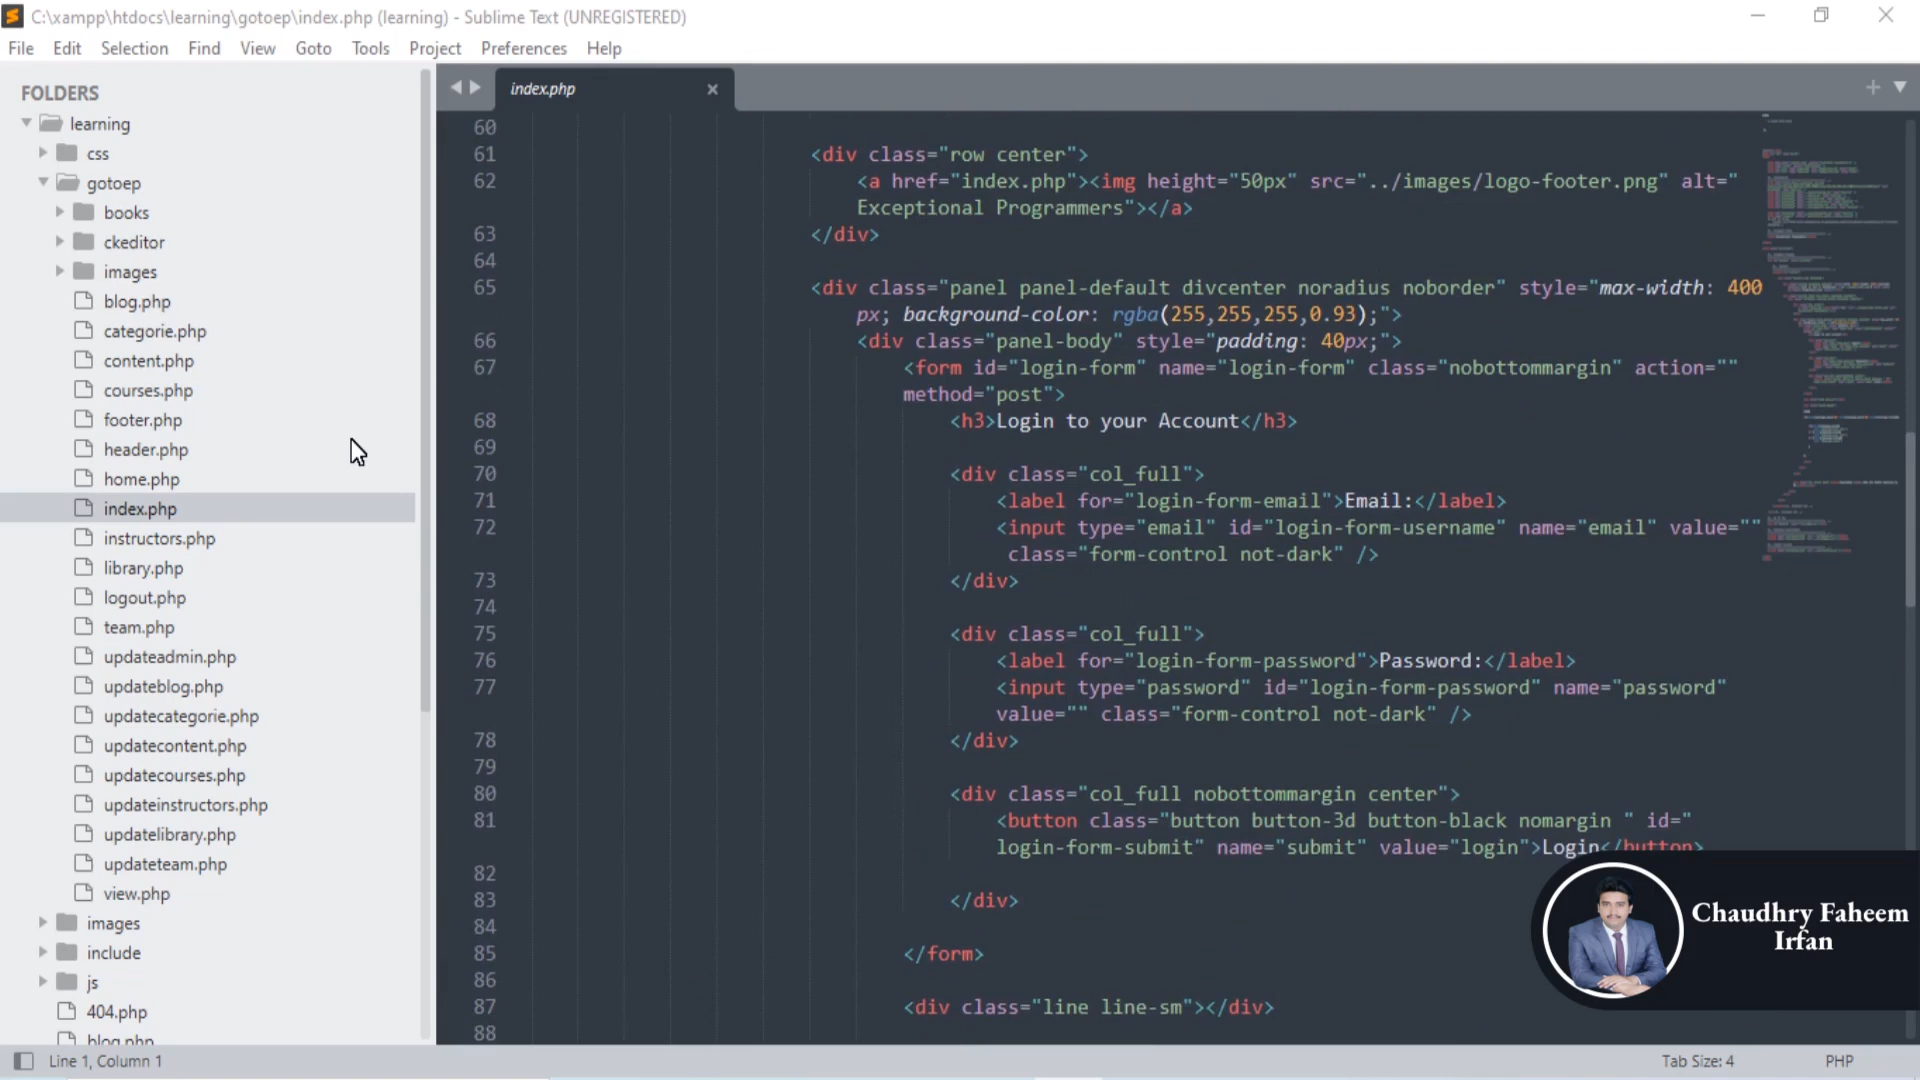 C:\xampp\htdocs\learning\gotoep\index.php (learning) - Sublime Text (UNREGISTERED)
File Edit Selection Find View Goto Tools Project Preferences Help
FOLDERS
learning
css
gotoep
books
ckeditor
images
blog.php
categorie.php
content.php
courses.php
footer.php
header.php
home.php
index.php
instructors.php
library.php
logout.php
team.php
updateadmin.php
updateblog.php
updatecategorie.php
updatecontent.php
updatecourses.php
updateinstructors.php
updatelibrary.php
updateteam.php
view.php
images
include
js
404.php
blog.php
index.php
60
61 <div class="row center">
62 <a href="index.php"><img height="50px" src="../images/logo-footer.png" alt="
Exceptional Programmers"></a>
63 </div>
64
65 <div class="panel panel-default divcenter noradius noborder" style="max-width: 400
px; background-color: rgba(255,255,255,0.93);">
66 <div class="panel-body" style="padding: 40px;">
67 <form id="login-form" name="login-form" class="nobottommargin" action=""
method="post">
68 <h3>Login to your Account</h3>
69
70 <div class="col_full">
71 <label for="login-form-email">Email:</label>
72 <input type="email" id="login-form-username" name="email" value=""
class="form-control not-dark" />
73 </div>
74
75 <div class="col_full">
76 <label for="login-form-password">Password:</label>
77 <input type="password" id="login-form-password" name="password"
value="" class="form-control not-dark" />
78 </div>
79
80 <div class="col_full nobottommargin center">
81 <button class="button button-3d button-black nomargin " id="
login-form-submit" name="submit" value="login">Login</button>
82
83 </div>
84
85 </form>
86
87 <div class="line line-sm"></div>
88
Chaudhry Faheem
Irfan
Line 1, Column 1
Tab Size: 4
PHP